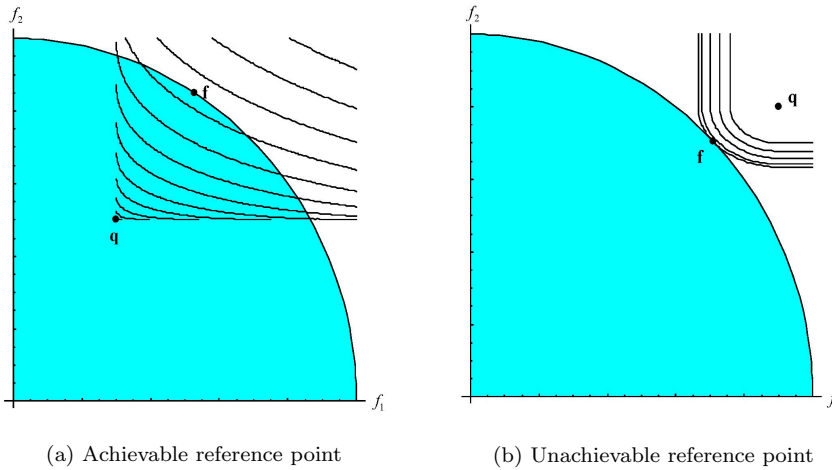 f2
f
q
f1
(a) Achievable reference point
f2
q
f
f
(b) Unachievable reference point